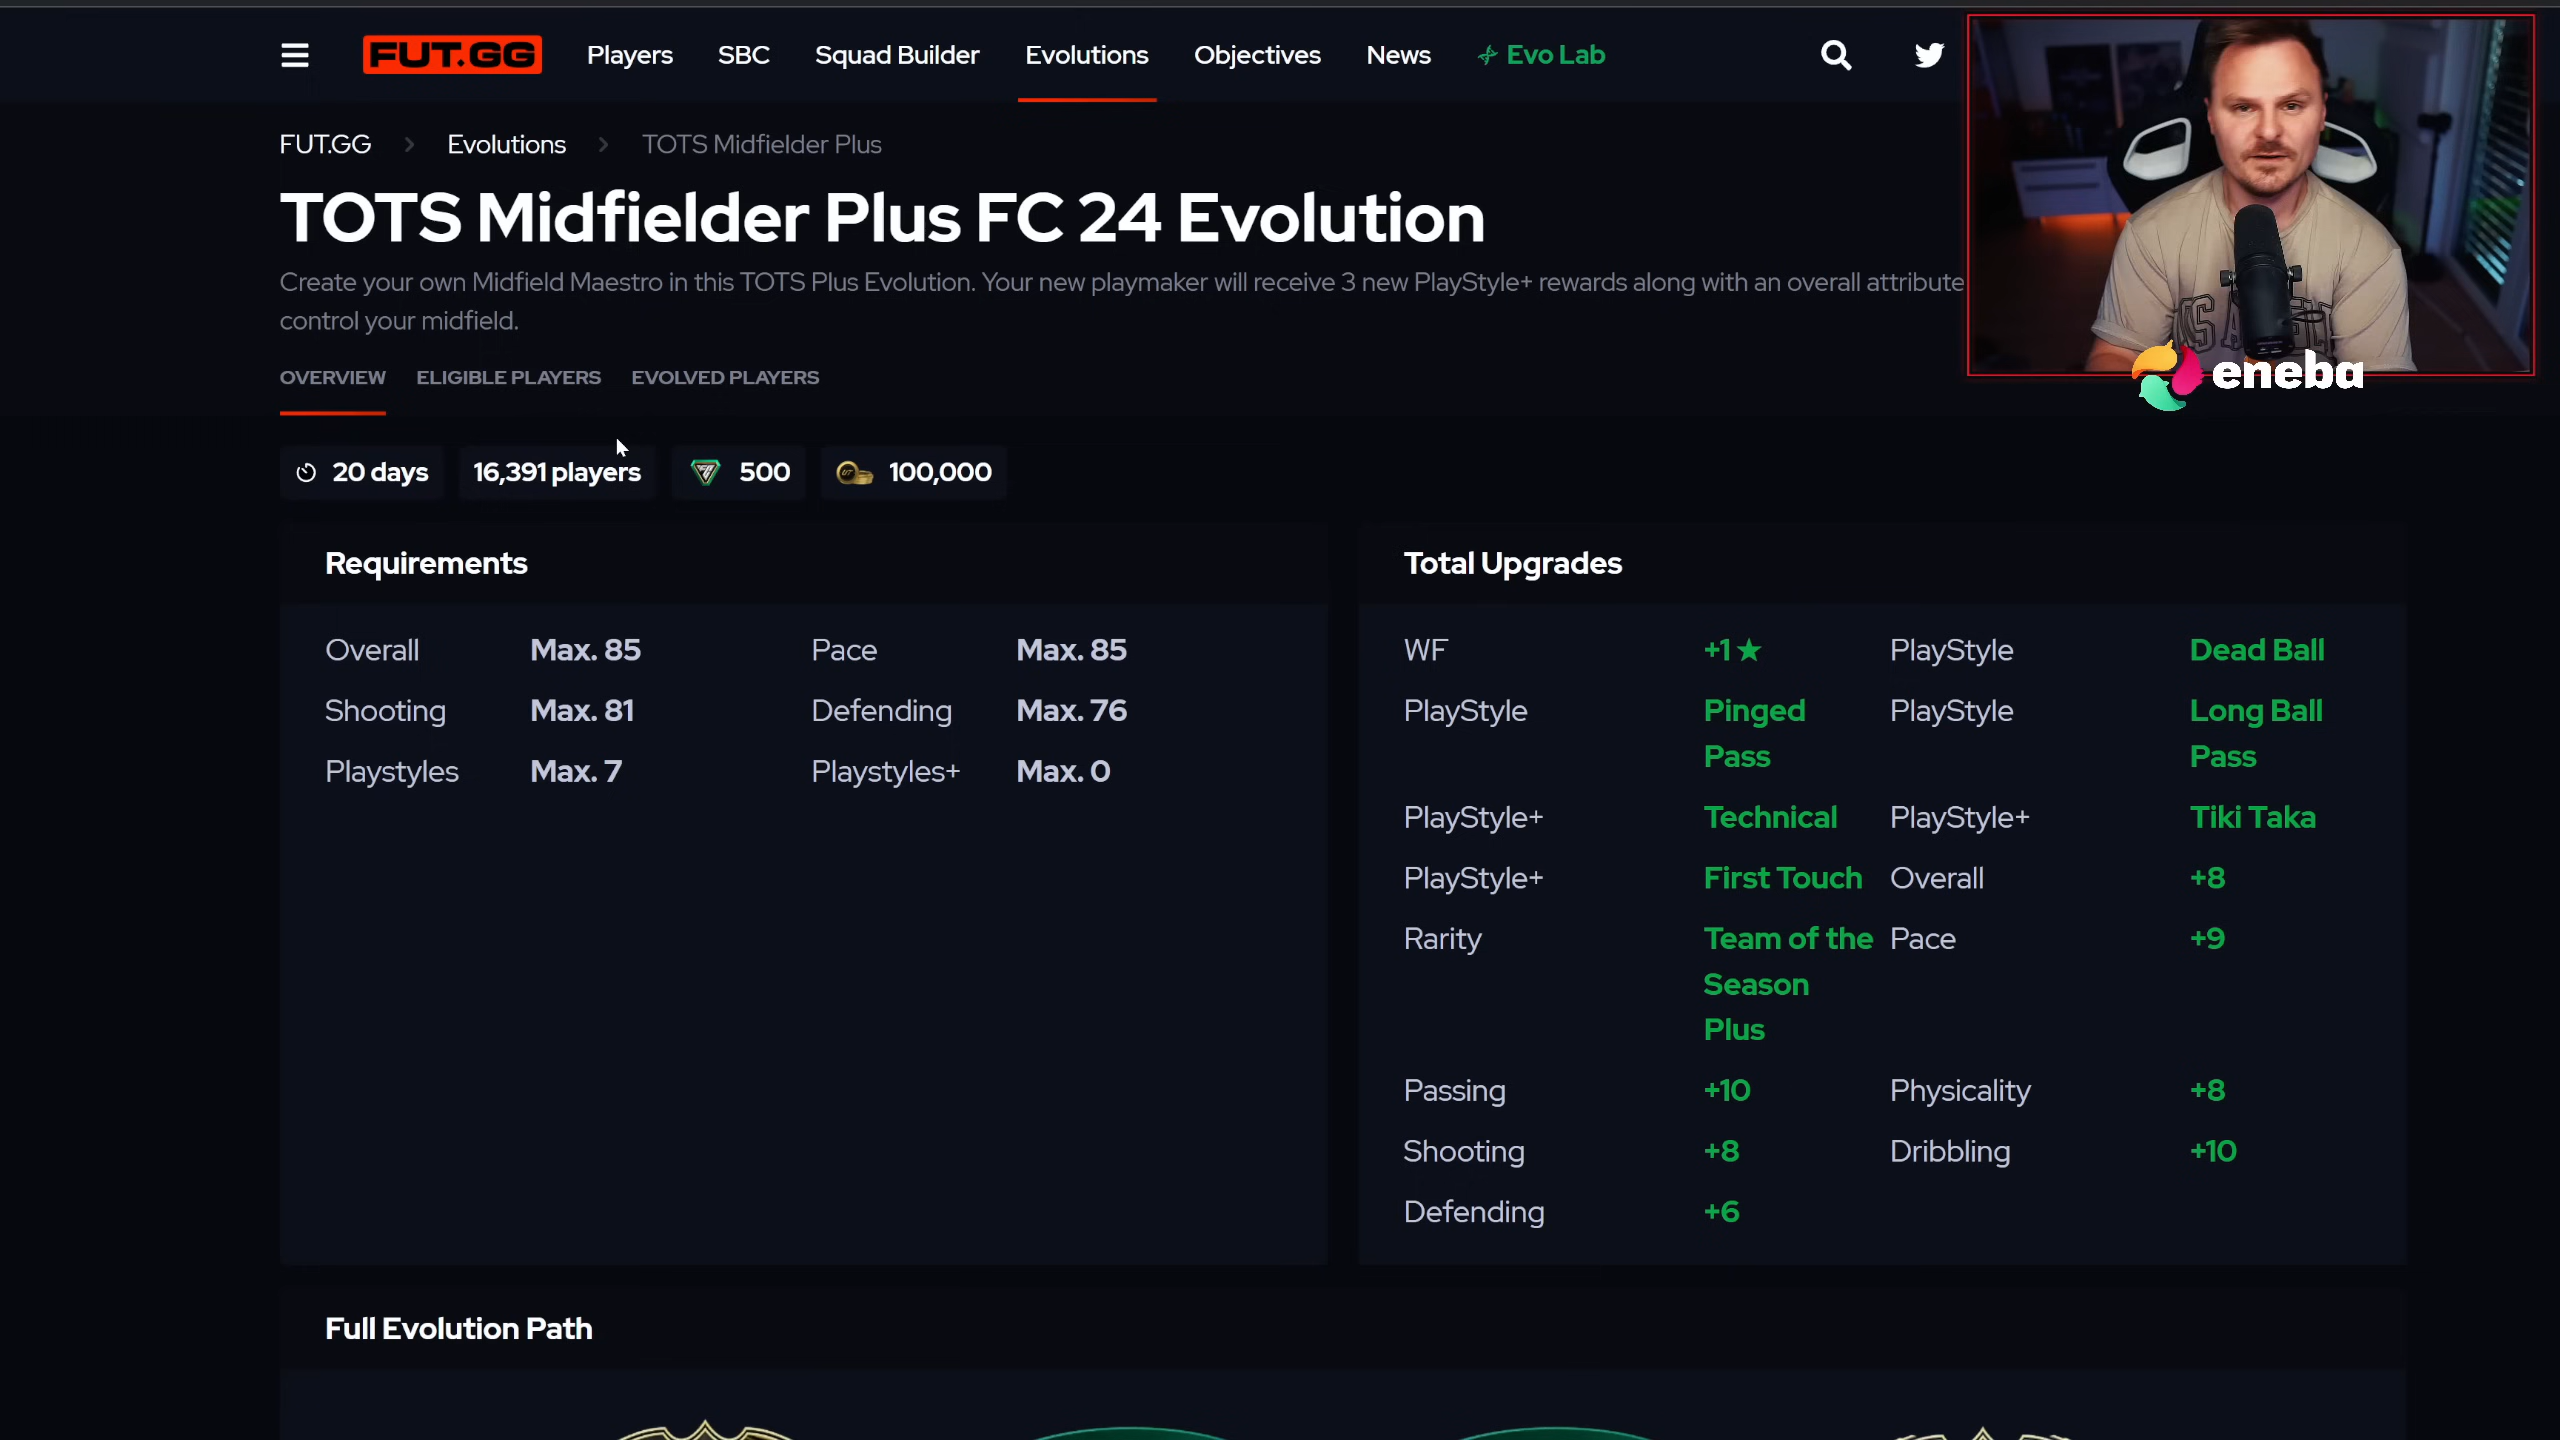 FUT.GG Players SBC Squad Builder Evolutions Objectives News Evo Lab
FUT.GG > Evolutions > TOTS Midfielder Plus
TOTS Midfielder Plus FC 24 Evolution
Create your own Midfield Maestro in this TOTS Plus Evolution. Your new playmaker will receive 3 new PlayStyle+ rewards along with an overall attribute
control your midfield.
eneba
OVERVIEW ELIGIBLE PLAYERS EVOLVED PLAYERS
20 days 16,391 players 500 100,000
Requirements
Overall Max. 85 Pace Max. 85
Shooting Max. 81 Defending Max. 76
Playstyles Max. 7 Playstyles+ Max. 0
Total Upgrades
WF +1★ PlayStyle Dead Ball
PlayStyle Pinged PlayStyle Long Ball
Pass Pass
PlayStyle+ Technical PlayStyle+ Tiki Taka
PlayStyle+ First Touch Overall +8
Rarity Team of the Pace +9
Season
Plus
Passing +10 Physicality +8
Shooting +8 Dribbling +10
Defending +6
Full Evolution Path